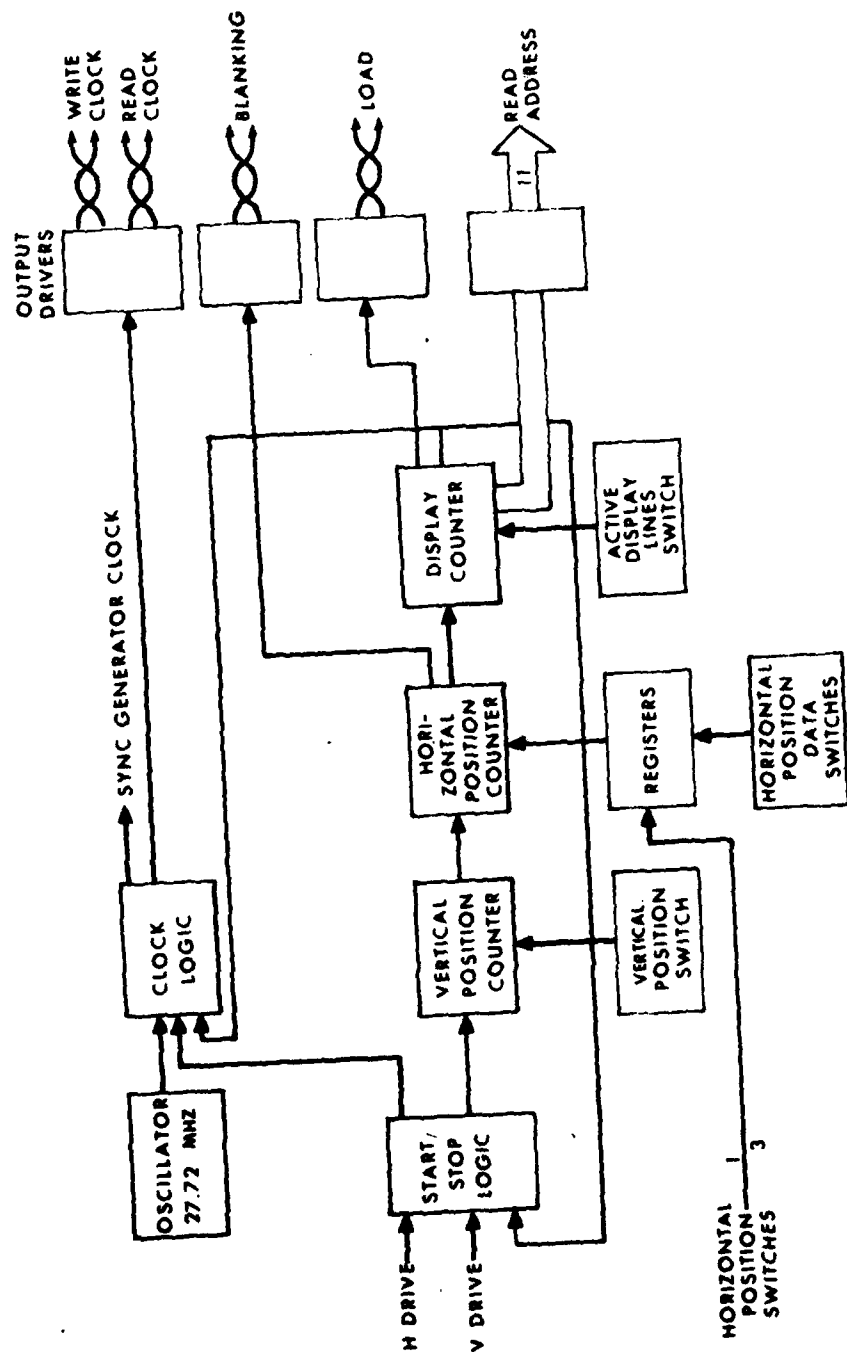 OUTPUT
DRIVERS
WRITE
CLOCK
READ
CLOCK
BLANKING
LOAD
11
READ
ADDRESS
SYNC GENERATOR CLOCK
OSCILLATOR
27.72 MHZ
CLOCK
LOGIC
H DRIVE
V DRIVE
START/
STOP
LOGIC
VERTICAL
POSITION
COUNTER
HORI-
ZONTAL
POSITION
COUNTER
DISPLAY
COUNTER
VERTICAL
POSITION
SWITCH
REGISTERS
ACTIVE
DISPLAY
LINES
SWITCH
HORIZONTAL
POSITION
DATA
SWITCHES
HORIZONTAL
POSITION
SWITCHES
1
3